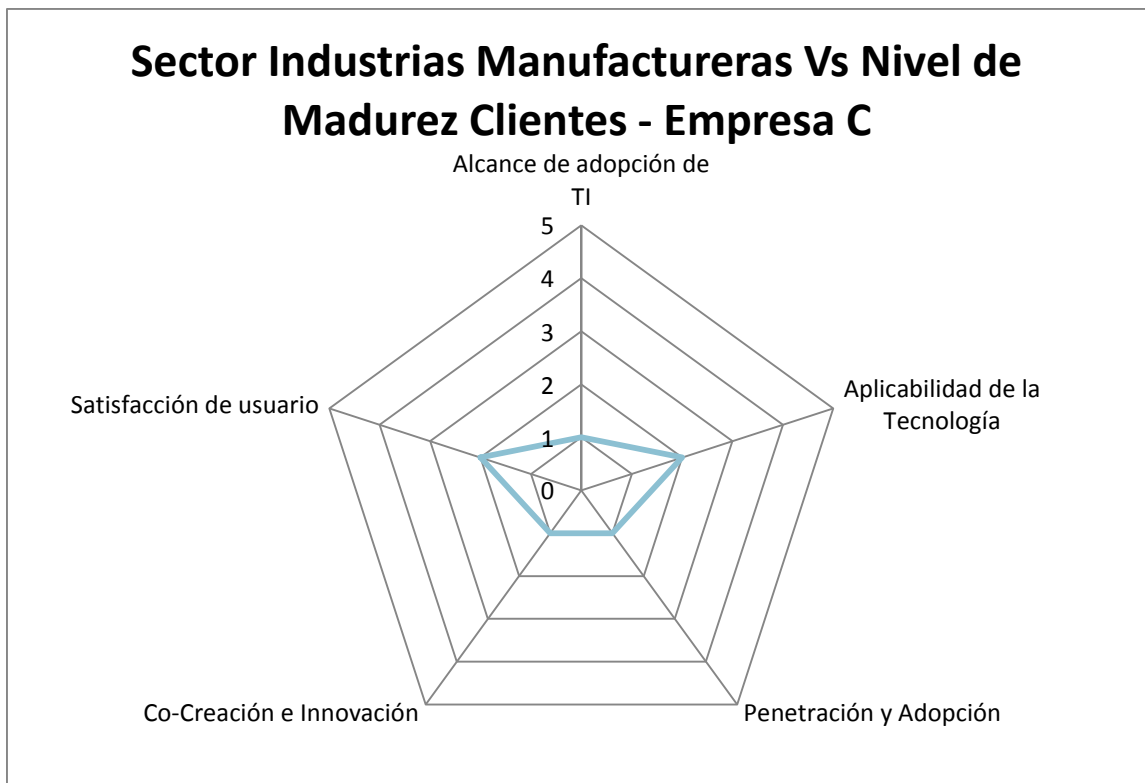 Sector Industrias Manufactureras Vs Nivel de
Madurez Clientes - Empresa C
Alcance de adopción de
TI
5
4
3
2
1
0
Aplicabilidad de la
Tecnología
Penetración y Adopción
Co-Creación e Innovación
Satisfacción de usuario